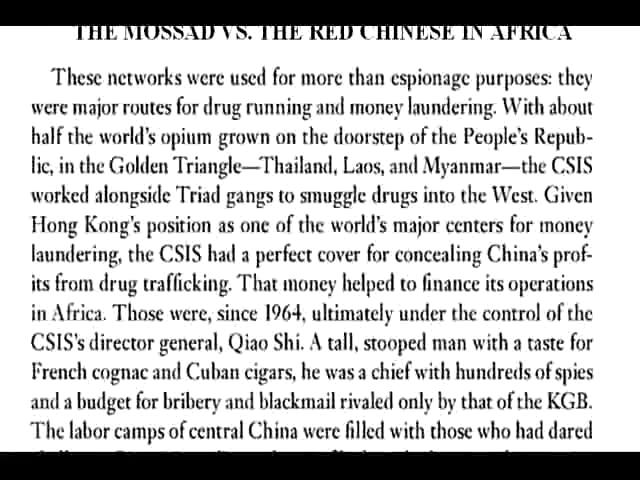 THE MOSSAD VS. THE RED CHINESE IN AFRICA
These networks were used for more than espionage purposes: they
were major routes for drug running and money laundering. With about
half the world's opium grown on the doorstep of the People's Repub-
lic, in the Golden Triangle—Thailand, Laos, and Myanmar—the CSIS
worked alongside Triad gangs to smuggle drugs into the West. Given
Hong Kong's position as one of the world's major centers for money
laundering, the CSIS had a perfect cover for concealing China's prof-
its from drug trafficking. That money helped to finance its operations
in Africa. Those were, since 1964, ultimately under the control of the
CSIS's director general, Qiao Shi. A tall, stooped man with a taste for
French cognac and Cuban cigars, he was a chief with hundreds of spies
and a budget for bribery and blackmail rivaled only by that of the KGB.
The labor camps of central China were filled with those who had dared